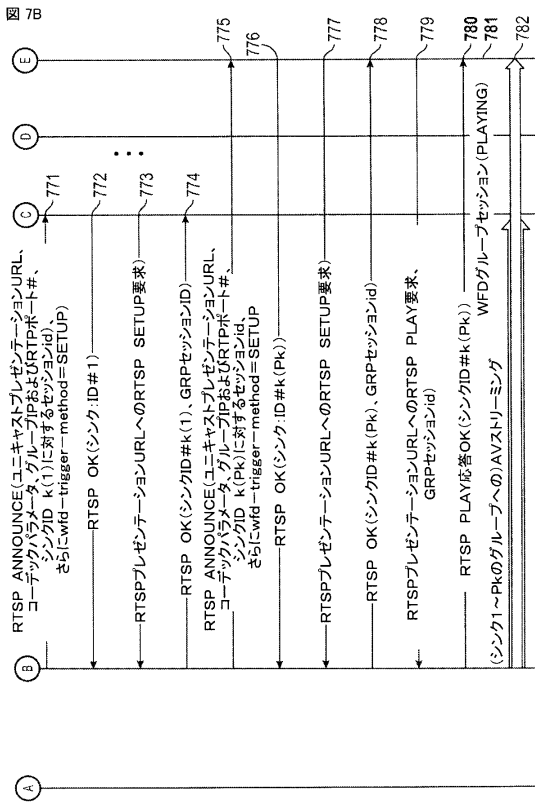 図 7B
A
B
C
D
E
RTSP ANNOUNCE(ユニキャストプレゼンテーションURL、
コーデックパラメータ、グループIPおよびRTPポート#、
シンクID k(1)に対するセッションid)、
さらにwfd-trigger-method=SETUP)
771
RTSP OK(シンク:ID#1)
772
RTSPプレゼンテーションURLへのRTSP SETUP要求)
773
RTSP OK(シンクID#k(1)、GRPセッションID)
774
RTSP ANNOUNCE(ユニキャストプレゼンテーションURL、
コーデックパラメータ、グループIPおよびRTPポート#、
シンクID k(Pk)に対するセッションid、
さらにwfd-trigger-method=SETUP
775
RTSP OK(シンク:ID#k(Pk))
776
RTSPプレゼンテーションURLへのRTSP SETUP要求)
777
RTSP OK(シンクID#k(Pk)、GRPセッションid)
778
RTSPプレゼンテーションURLへのRTSP PLAY要求、
GRPセッションid)
779
RTSP PLAY応答OK(シンクID#k(Pk))
780
WFDグループセッション(PLAYING)
781
(シンク1~Pkのグループへの)AVストリーミング
782